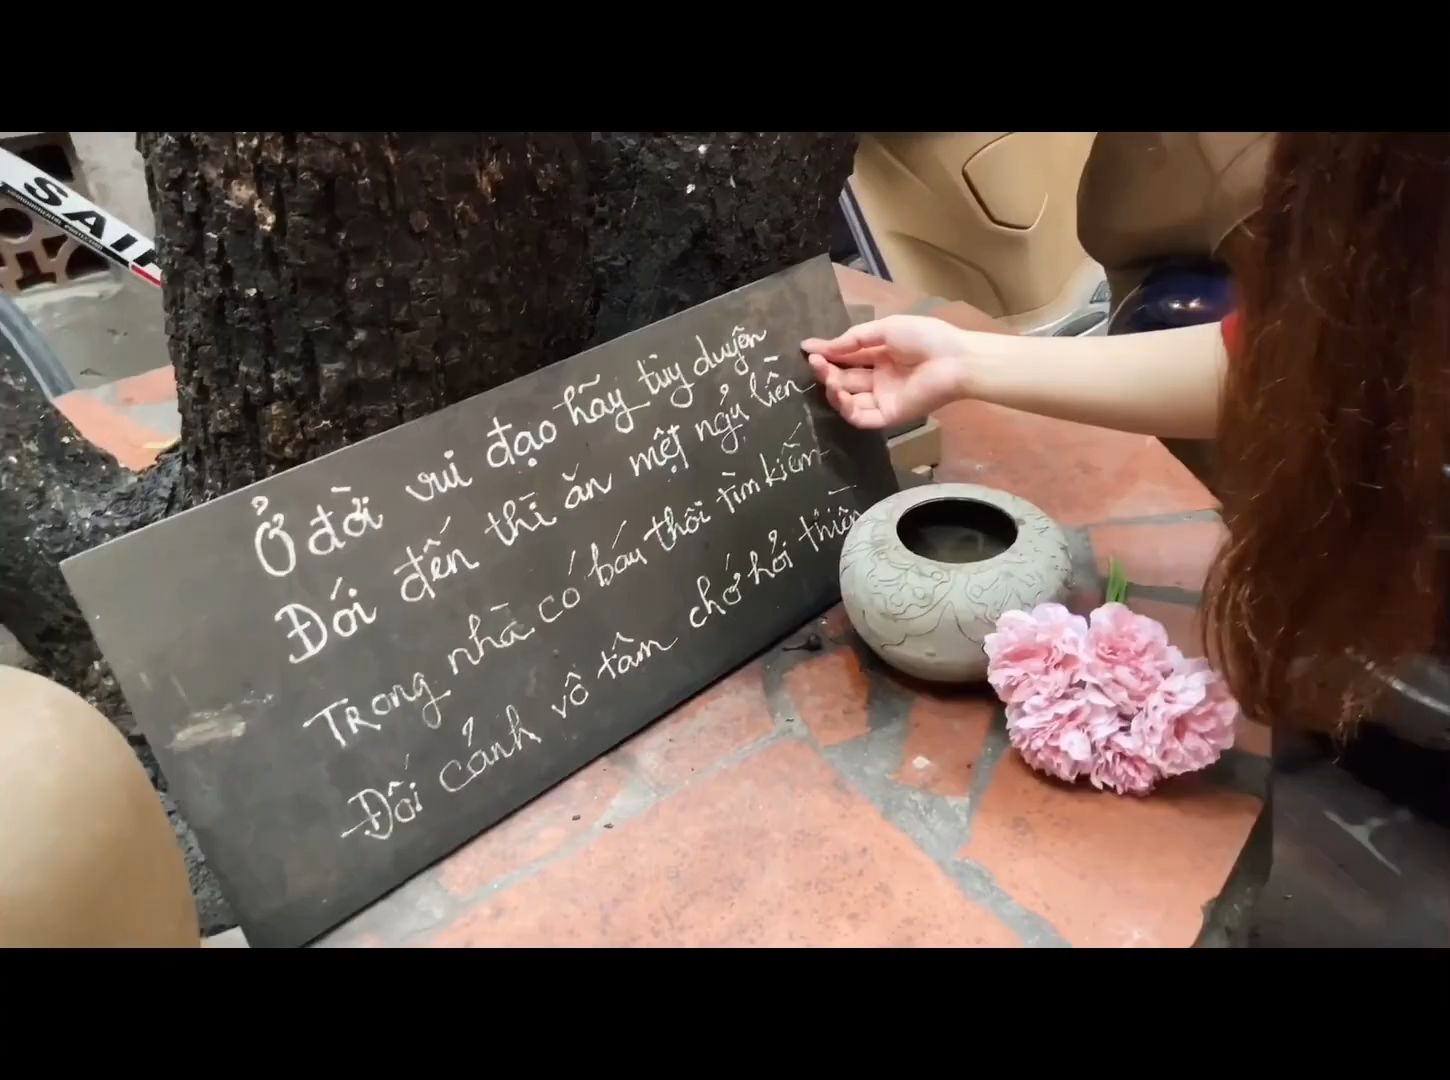 SAI
Ở đời vui đạo hãy tùy duyên
Đói đến thì ăn mệt ngủ liền
Trong nhà có báu thôi tìm kiếm
Đối cảnh vô tâm chớ hỏi thiền